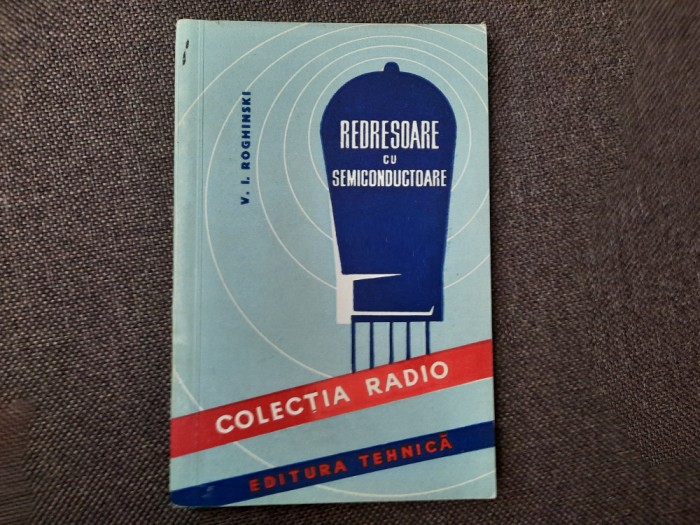 V. I. ROGHINSKI
REDRESOARE
CU
SEMICONDUCTOARE
COLECȚIA RADIO
EDITURA TEHNICĂ